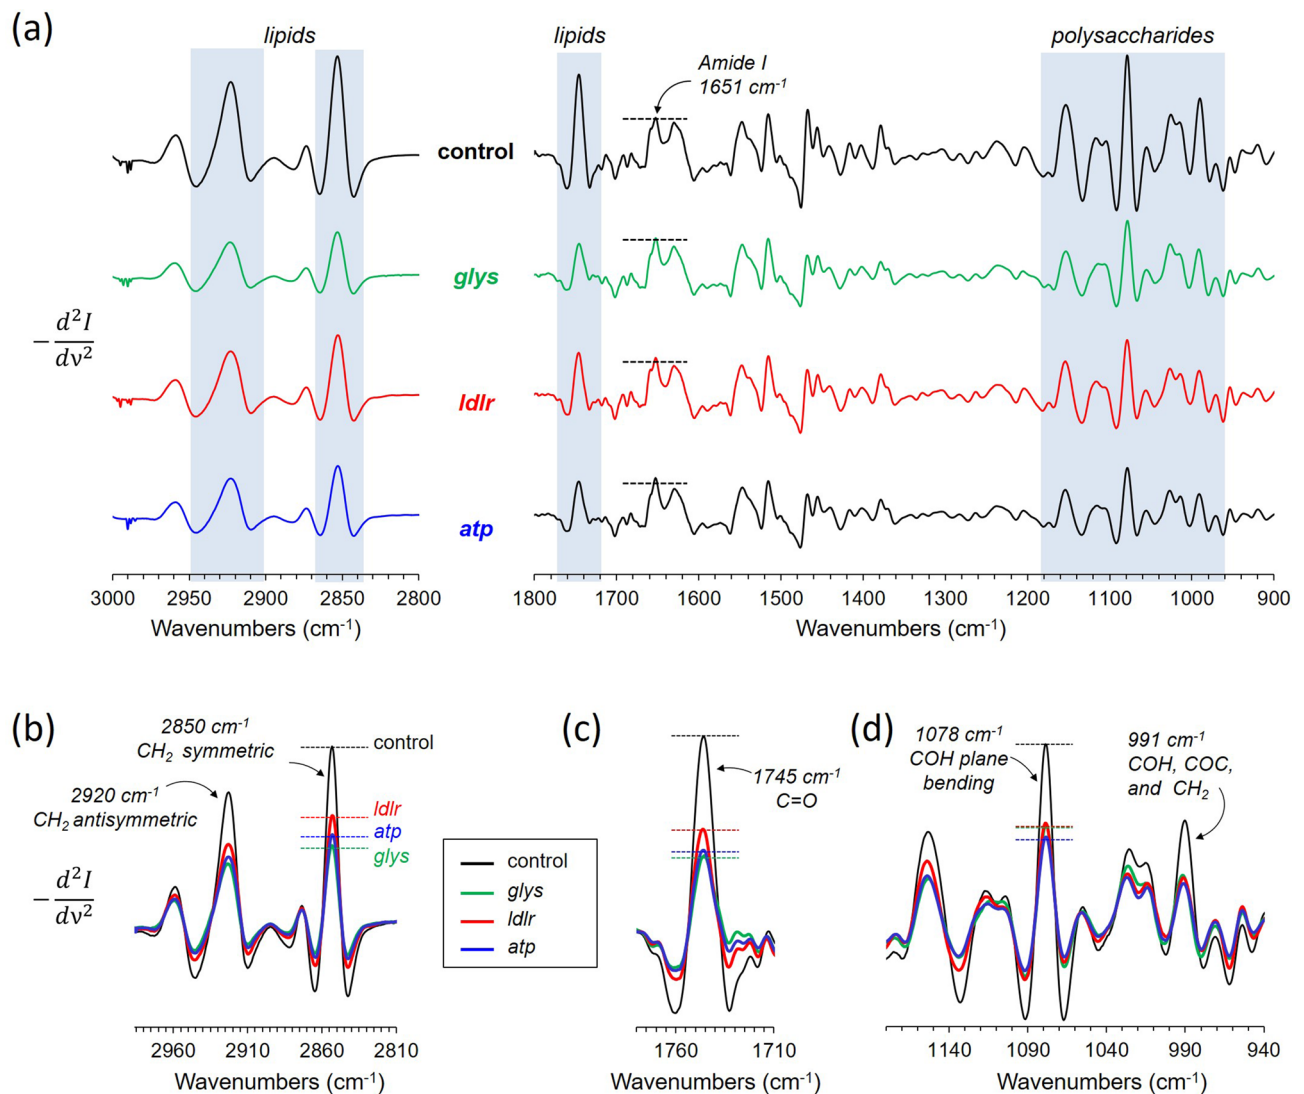 (a)
lipids
lipids
polysaccharides
Amide I
1651 cm-1
control
glys
ldlr
atp
− d²I
dν²
3000 2950 2900 2850 2800
Wavenumbers (cm-1)
1800 1700 1600 1500 1400 1300 1200 1100 1000 900
Wavenumbers (cm-1)
(b)
2850 cm-1
CH2 symmetric
2920 cm-1
CH2 antisymmetric
control
ldlr
atp
glys
− d²I
dν²
2960 2910 2860 2810
Wavenumbers (cm-1)
control
glys
ldlr
atp
(c)
1745 cm-1
C=O
1760 1710
Wavenumbers (cm-1)
(d)
1078 cm-1
COH plane
bending
991 cm-1
COH, COC,
and CH2
1140 1090 1040 990 940
Wavenumbers (cm-1)